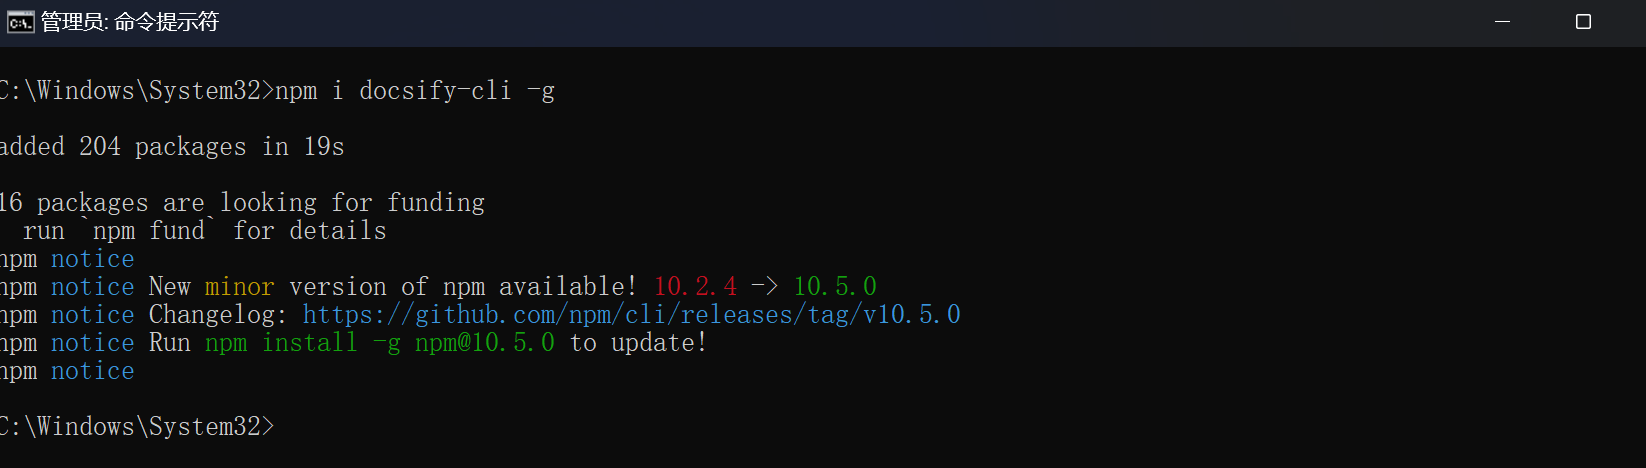 管理员: 命令提示符
C:\Windows\System32>npm i docsify-cli -g
added 204 packages in 19s
16 packages are looking for funding
run `npm fund` for details
npm notice
npm notice New minor version of npm available! 10.2.4 -> 10.5.0
npm notice Changelog: https://github.com/npm/cli/releases/tag/v10.5.0
npm notice Run npm install -g npm@10.5.0 to update!
npm notice
C:\Windows\System32>